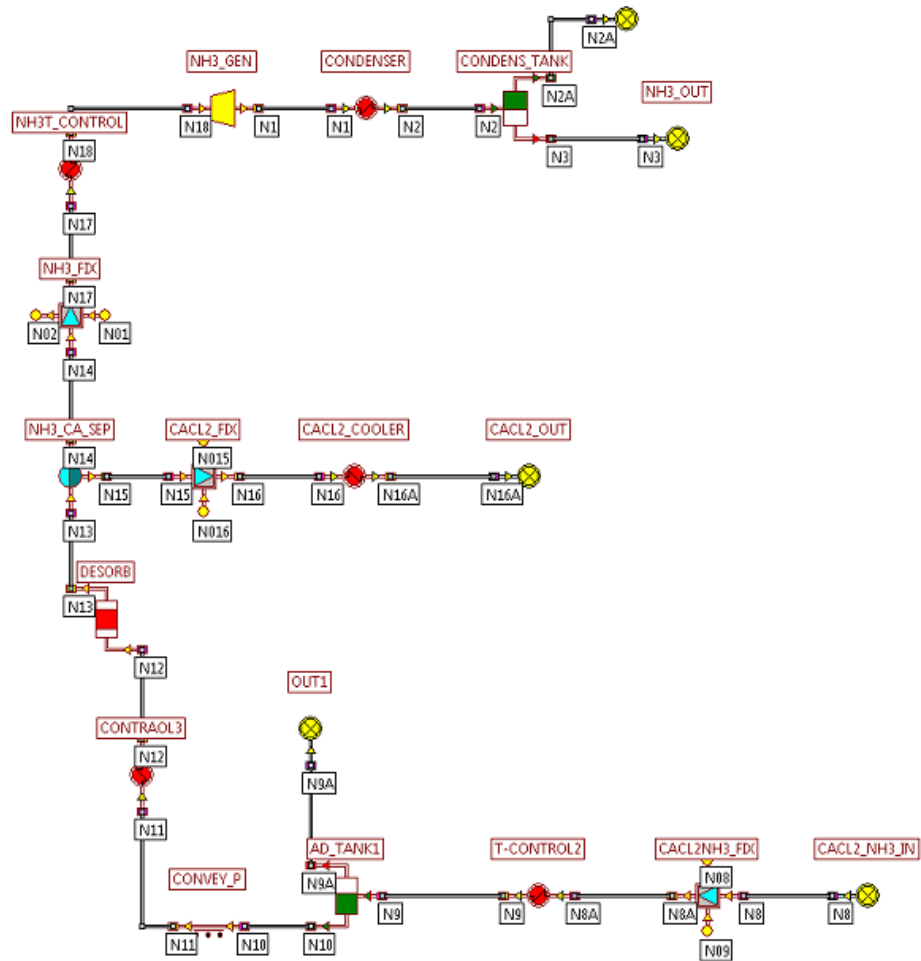 N2A
NH3_GEN
CONDENSER
CONDENS_TANK
N2A
NH3_OUT
NH3T_CONTROL
N18
N1
N1
N2
N2
N18
N3
N3
N17
NH3_FIX
N17
N02
N01
N14
NH3_CA_SEP
CACL2_FIX
CACL2_COOLER
CACL2_OUT
N14
N015
N15
N15
N16
N16
N16A
N16A
N13
N016
DESORB
N13
N12
OUT1
CONTRAOL3
N12
N9A
N11
AD_TANK1
T-CONTROL2
CACL2NH3_FIX
CACL2_NH3_IN
CONVEY_P
N9A
N08
N9
N9
N8A
N8A
N8
N8
N11
N10
N10
N09